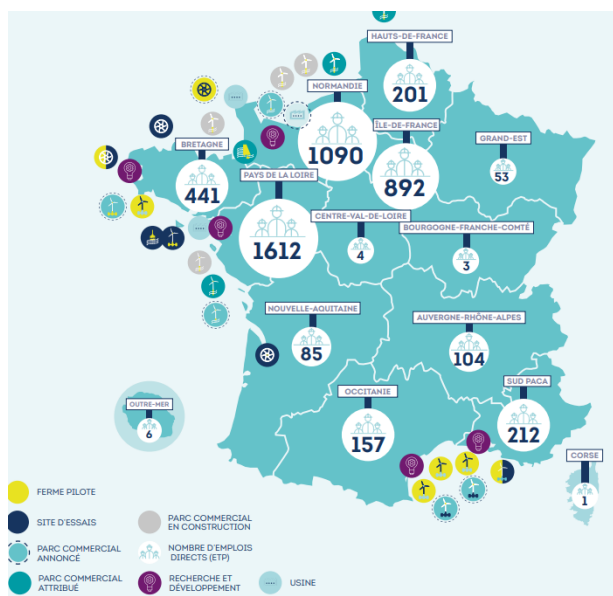 HAUTS-DE-FRANCE
201
NORMANDIE
1090
ÎLE-DE-FRANCE
892
GRAND-EST
53
BRETAGNE
441
PAYS DE LA LOIRE
1612
CENTRE-VAL-DE-LOIRE
4
BOURGOGNE-FRANCHE-COMTÉ
3
NOUVELLE-AQUITAINE
85
AUVERGNE-RHÔNE-ALPES
104
OUTRE-MER
6
OCCITANIE
157
SUD PACA
212
CORSE
1
FERME PILOTE
SITE D'ESSAIS
PARC COMMERCIAL
ANNONCÉ
PARC COMMERCIAL
ATTRIBUÉ
PARC COMMERCIAL
EN CONSTRUCTION
NOMBRE D'EMPLOIS
DIRECTS (ETP)
RECHERCHE ET
DÉVELOPPEMENT
USINE